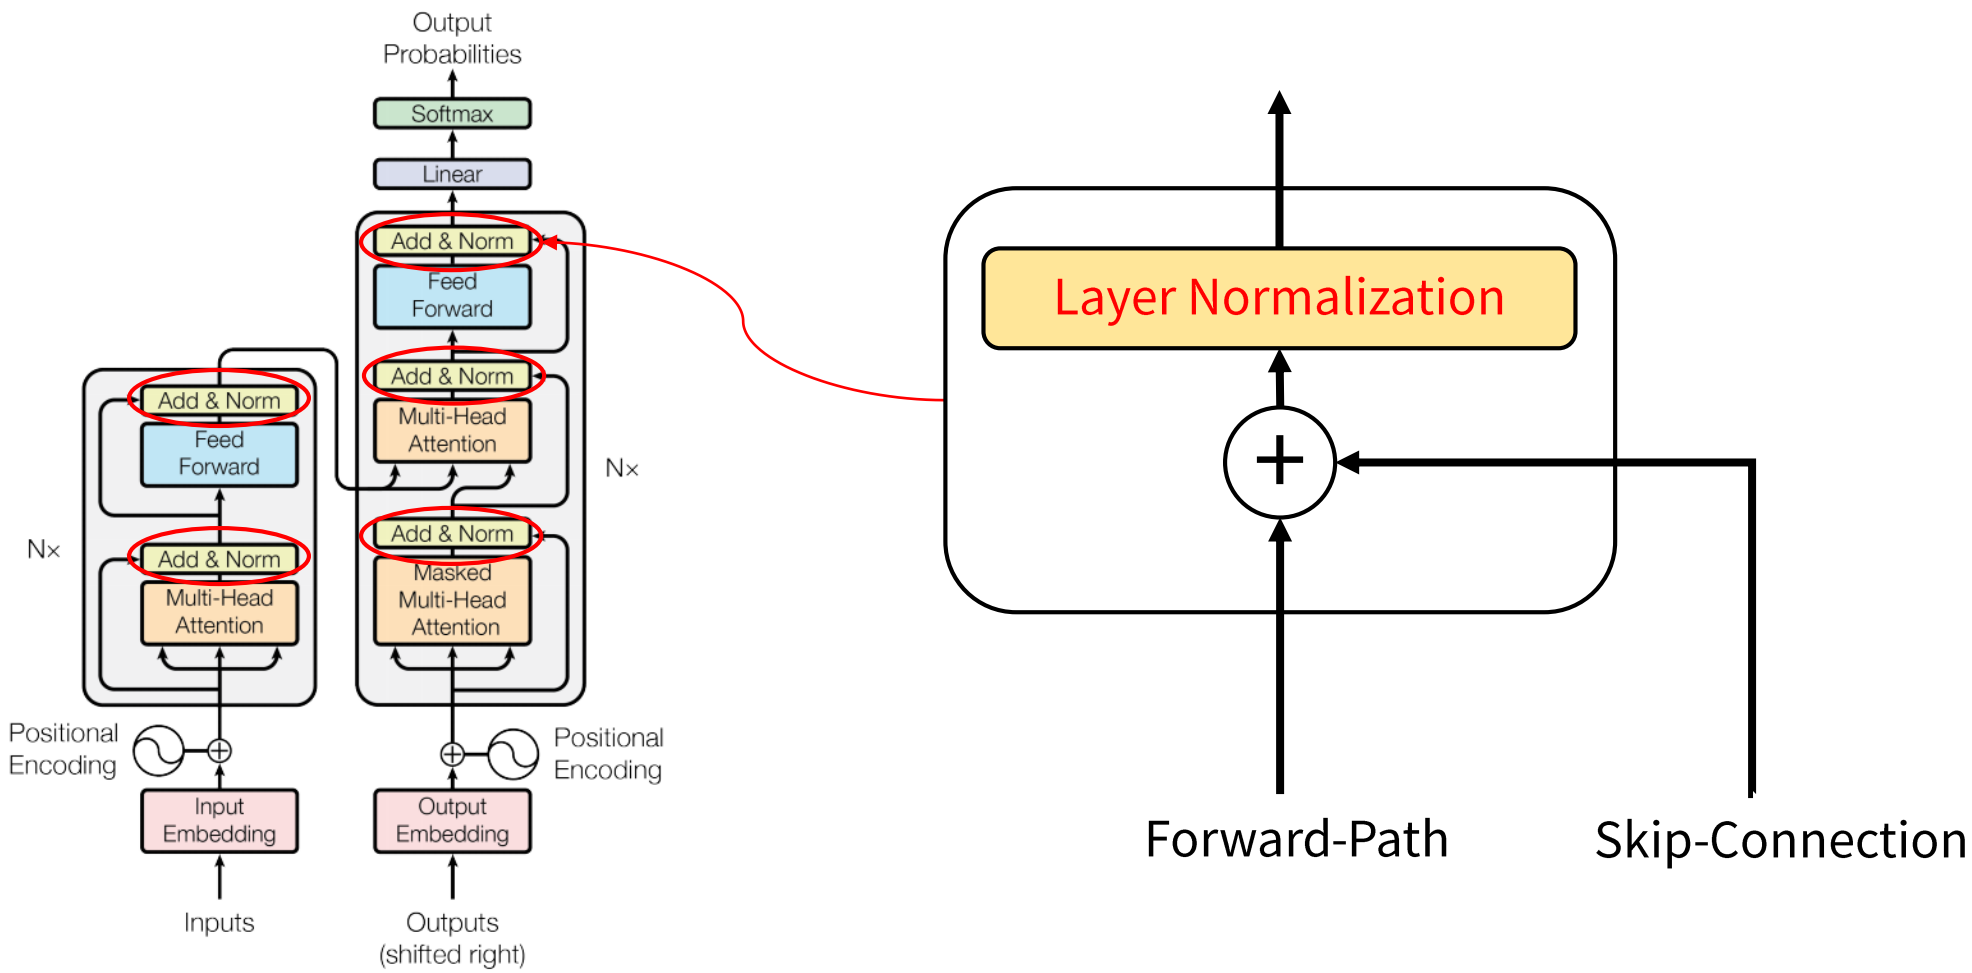 Output
Probabilities
Softmax
Linear
Add & Norm
Feed
Forward
Add & Norm
Multi-Head
Attention
Add & Norm
Masked
Multi-Head
Attention
Nx
Add & Norm
Feed
Forward
Add & Norm
Multi-Head
Attention
Nx
Positional
Encoding
Positional
Encoding
Input
Embedding
Output
Embedding
Inputs
Outputs
(shifted right)
Layer Normalization
+
Forward-Path
Skip-Connection